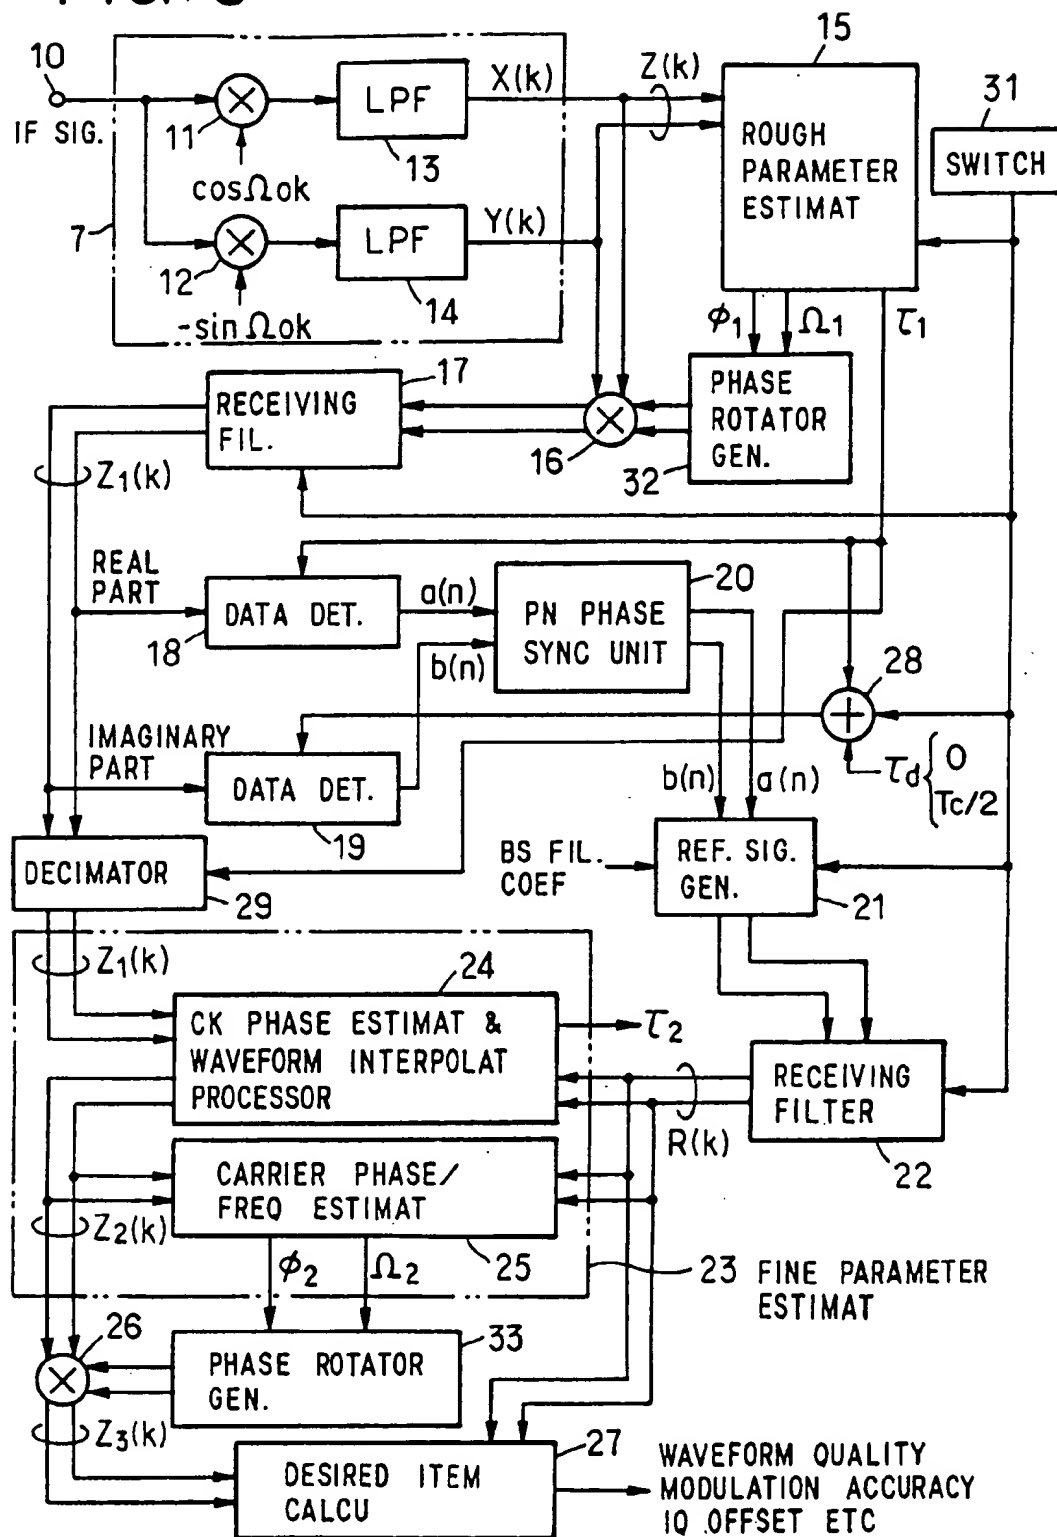 10
IF SIG.
11
cosΩok
LPF
13
X(k)
Z(k)
15
ROUGH
PARAMETER
ESTIMAT
31
SWITCH
7
12
-sinΩok
LPF
14
Y(k)
ϕ1
Ω1
τ1
17
RECEIVING
FIL.
16
PHASE
ROTATOR
GEN.
32
Z1(k)
REAL
PART
DATA DET.
18
a(n)
b(n)
20
PN PHASE
SYNC UNIT
28
IMAGINARY
PART
DATA DET.
19
b(n)
a(n)
τd { 0
Tc/2
DECIMATOR
29
BS FIL.
COEF
REF. SIG.
GEN.
21
Z1(k)
24
CK PHASE ESTIMAT &
WAVEFORM INTERPOLAT
PROCESSOR
τ2
R(k)
RECEIVING
FILTER
22
CARRIER PHASE/
FREQ ESTIMAT
25
Z2(k)
ϕ2
Ω2
23 FINE PARAMETER
ESTIMAT
26
PHASE ROTATOR
GEN.
33
Z3(k)
DESIRED ITEM
CALCU
27
WAVEFORM QUALITY
MODULATION ACCURACY
IQ OFFSET ETC